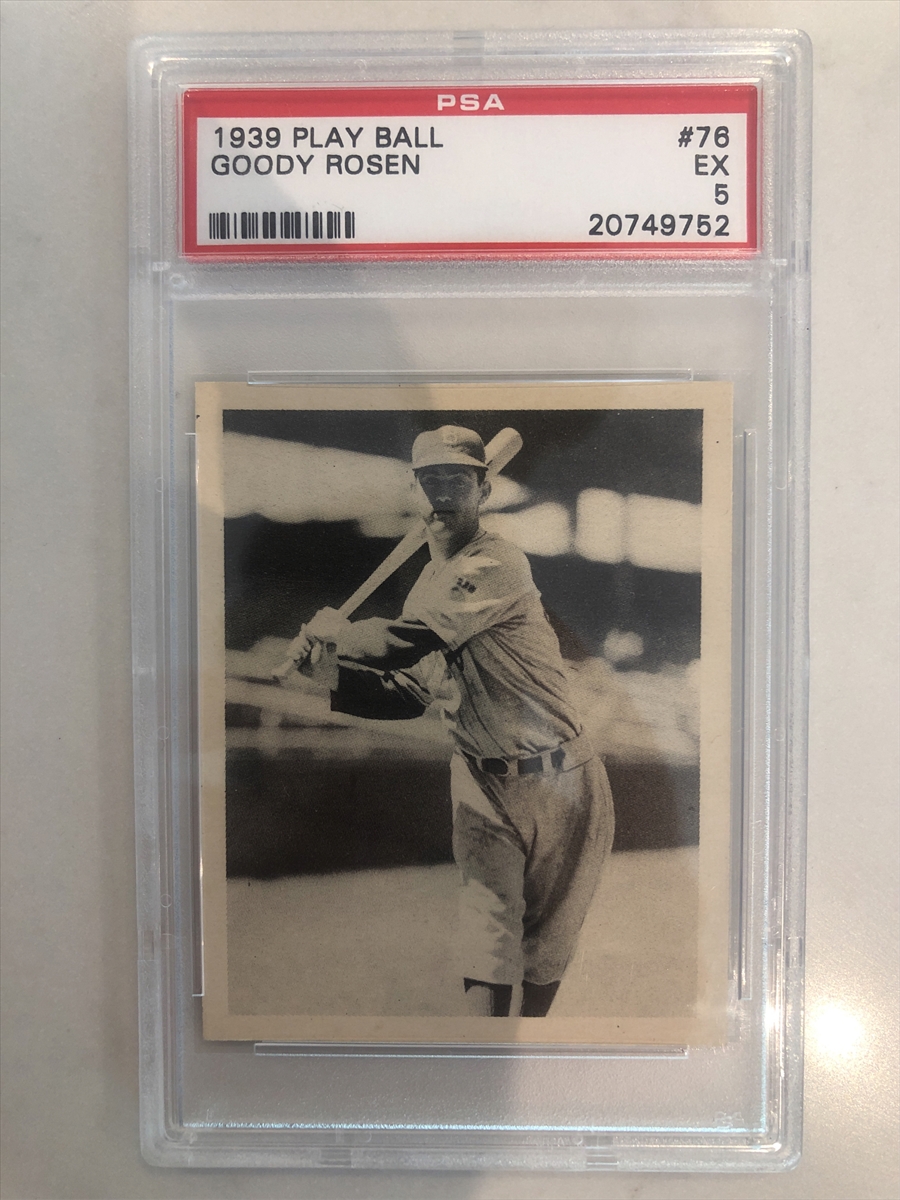 PSA
1939 PLAY BALL #76
GOODY ROSEN EX
5
20749752